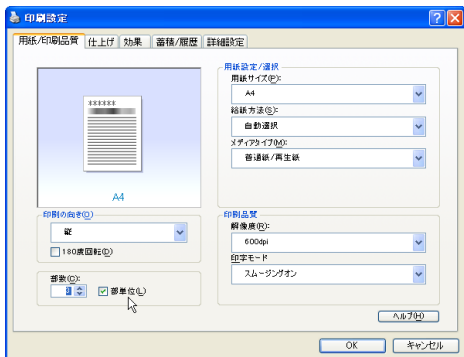 印刷設定
用紙/印刷品質 仕上げ 効果 蓄積/履歴 詳細設定
******
A4
用紙設定/選択
用紙サイズ(P):
A4
給紙方法(S):
自動選択
メディアタイプ(M):
普通紙/再生紙
印刷の向き(O)
縦
180度回転(D)
部数(C):
部単位(L)
印刷品質
解像度(R):
600dpi
印字モード
スムージングオン
ヘルプ(H)
OK キャンセル